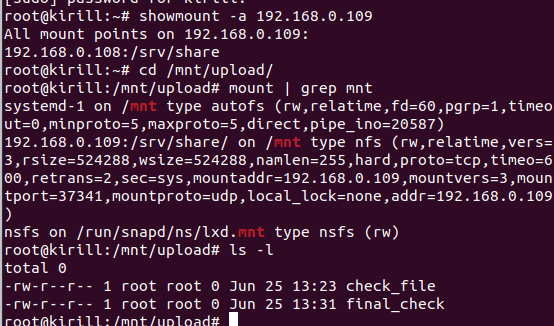 [sudo] password for kirill:
root@kirill:~# showmount -a 192.168.0.109
All mount points on 192.168.0.109:
192.168.0.108:/srv/share
root@kirill:~# cd /mnt/upload/
root@kirill:/mnt/upload# mount | grep mnt
systemd-1 on /mnt type autofs (rw,relatime,fd=60,pgrp=1,timeo
ut=0,minproto=5,maxproto=5,direct,pipe_ino=20587)
192.168.0.109:/srv/share/ on /mnt type nfs (rw,relatime,vers=
3,rsize=524288,wsize=524288,namlen=255,hard,proto=tcp,timeo=6
00,retrans=2,sec=sys,mountaddr=192.168.0.109,mountvers=3,moun
tport=37341,mountproto=udp,local_lock=none,addr=192.168.0.109
)
nsfs on /run/snapd/ns/lxd.mnt type nsfs (rw)
root@kirill:/mnt/upload# ls -l
total 0
-rw-r--r-- 1 root root 0 Jun 25 13:23 check_file
-rw-r--r-- 1 root root 0 Jun 25 13:31 final_check
root@kirill:/mnt/upload#